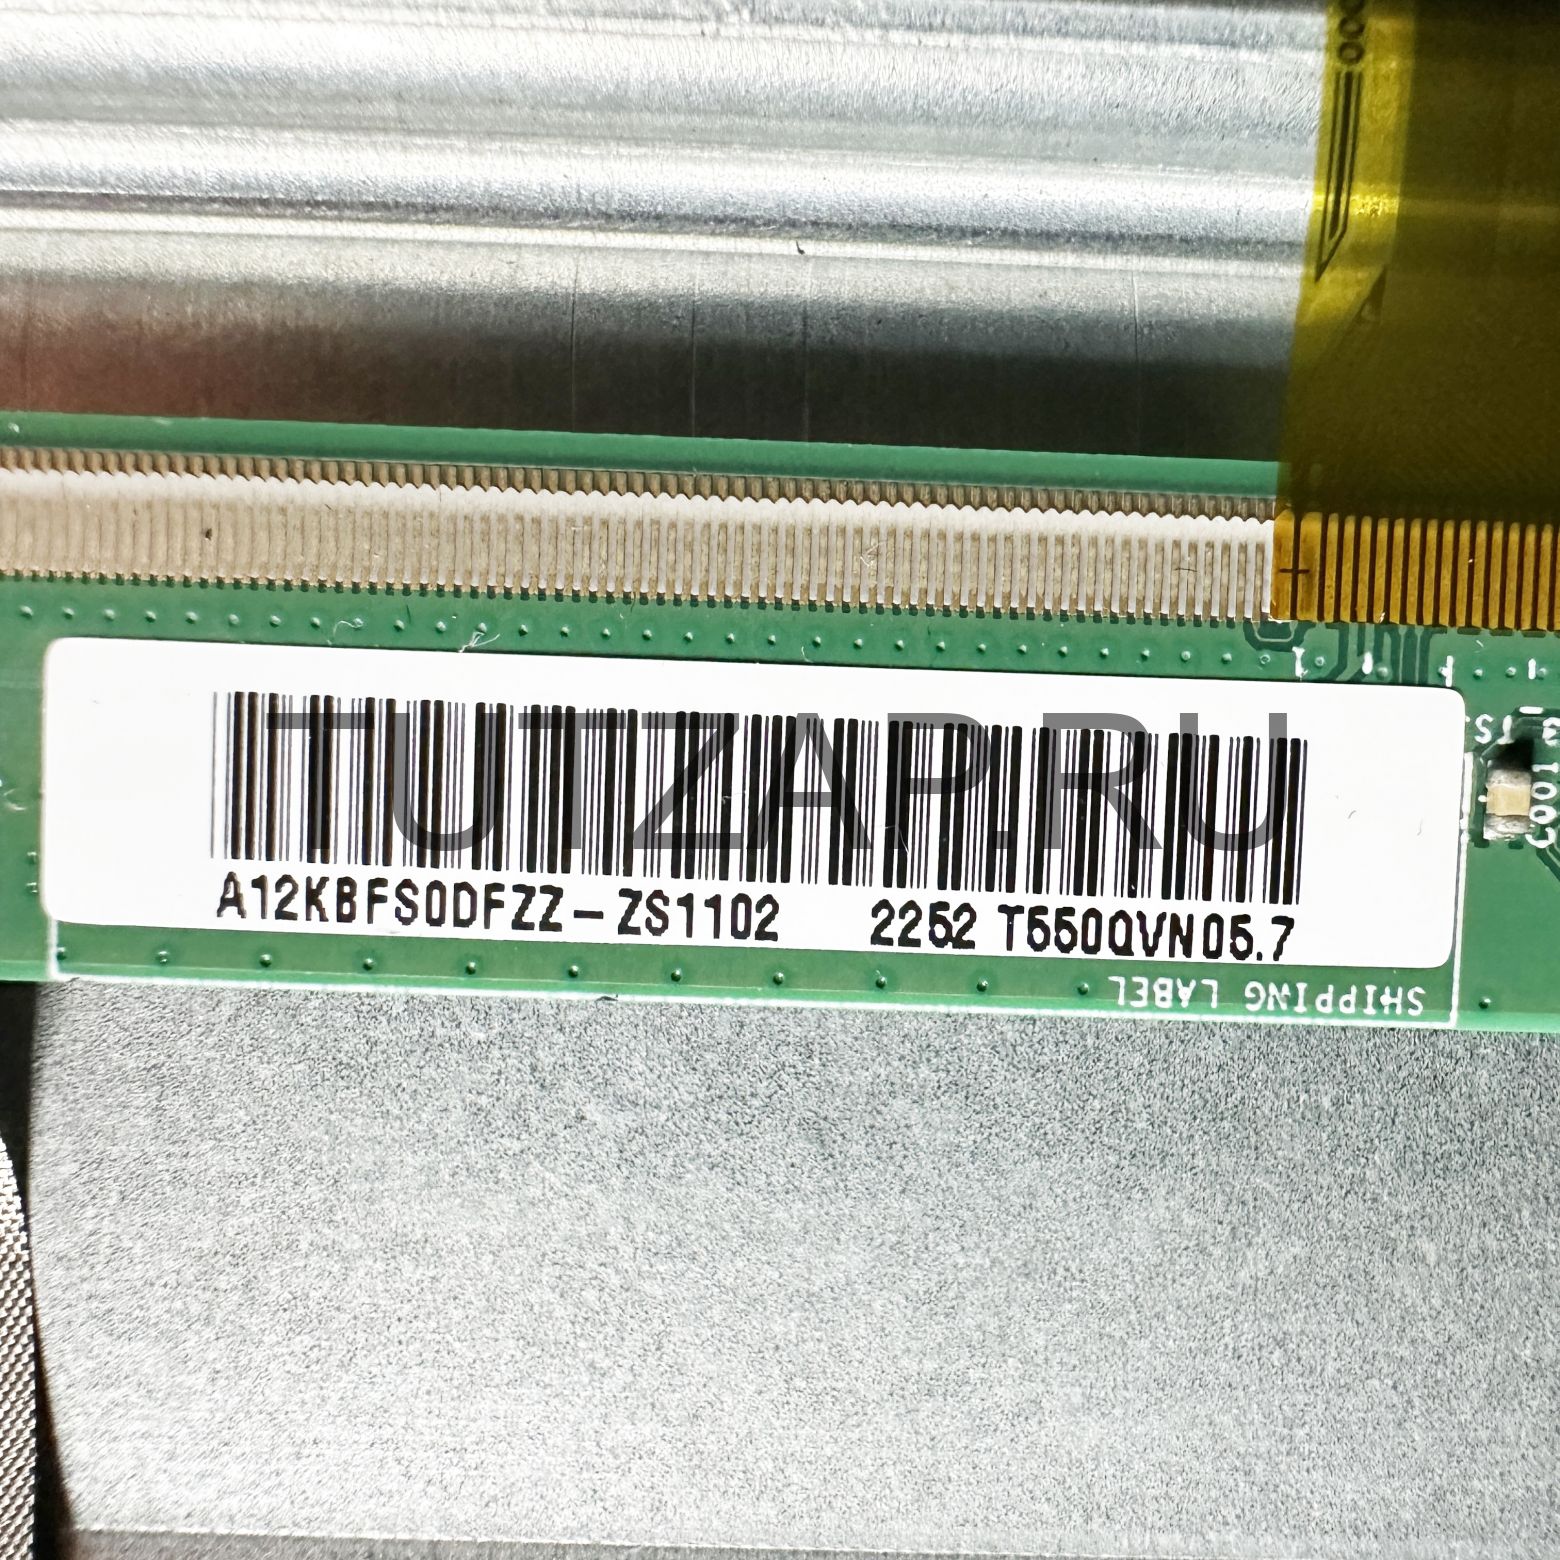 TUTZAP.RU
A12KBFS0DFZZ-ZS1102 2252 T550QVN05.7
SHIPPING LABEL